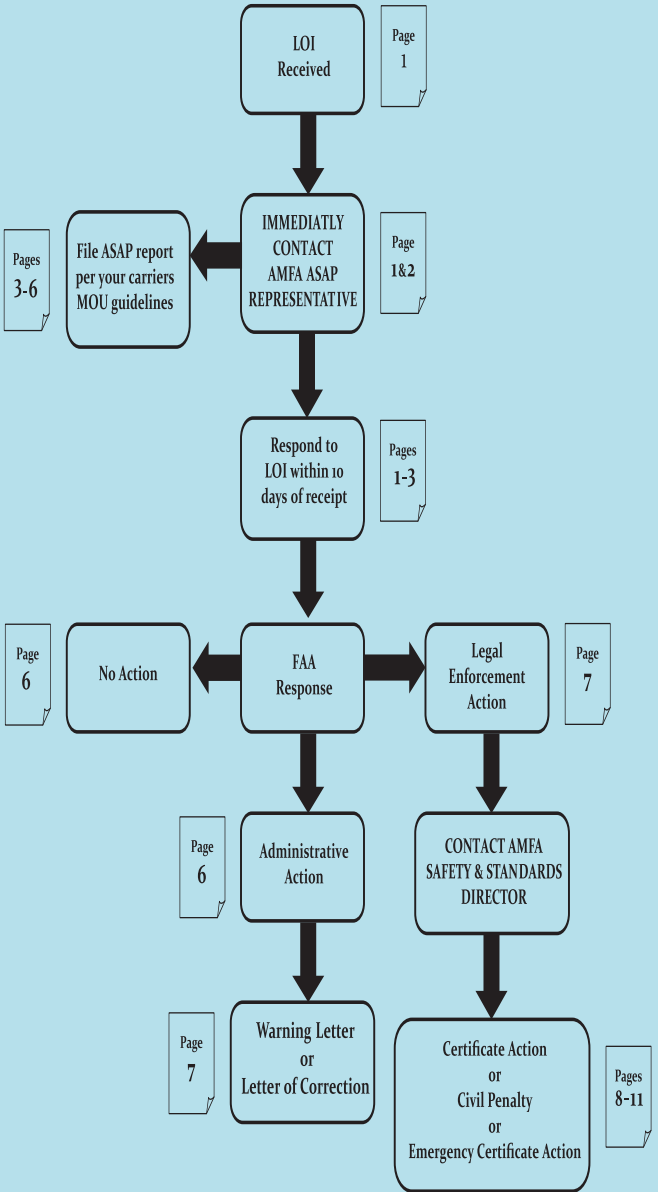 LOI
Received
Page
1
IMMEDIATLY
CONTACT
AMFA ASAP
REPRESENTATIVE
Page
1&2
File ASAP report
per your carriers
MOU guidelines
Pages
3-6
Respond to
LOI within 10
days of receipt
Pages
1-3
FAA
Response
No Action
Page
6
Legal
Enforcement
Action
Page
7
Administrative
Action
Page
6
CONTACT AMFA
SAFETY & STANDARDS
DIRECTOR
Warning Letter
or
Letter of Correction
Page
7
Certificate Action
or
Civil Penalty
or
Emergency Certificate Action
Pages
8-11